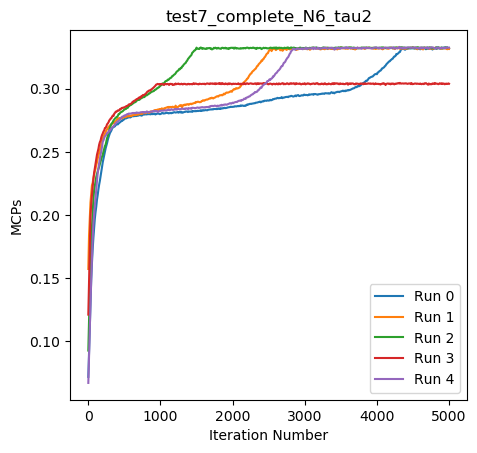 test7_complete_N6_tau2
MCPs
0.30
0.25
0.20
0.15
0.10
0
1000
2000
3000
4000
5000
Iteration Number
Run 0
Run 1
Run 2
Run 3
Run 4